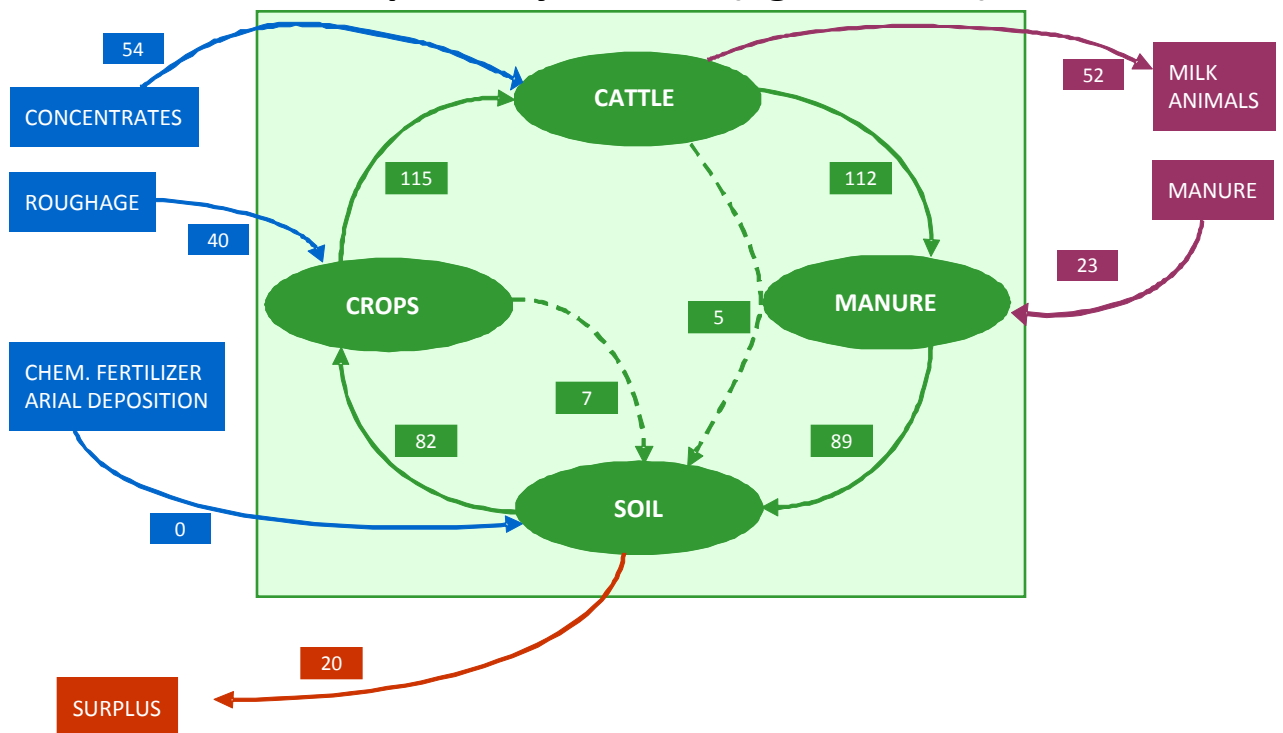 54
CONCENTRATES
CATTLE
52
MILK
ANIMALS
115
112
ROUGHAGE
40
MANURE
23
CROPS
MANURE
5
CHEM. FERTILIZER
ARIAL DEPOSITION
7
82
89
0
SOIL
20
SURPLUS